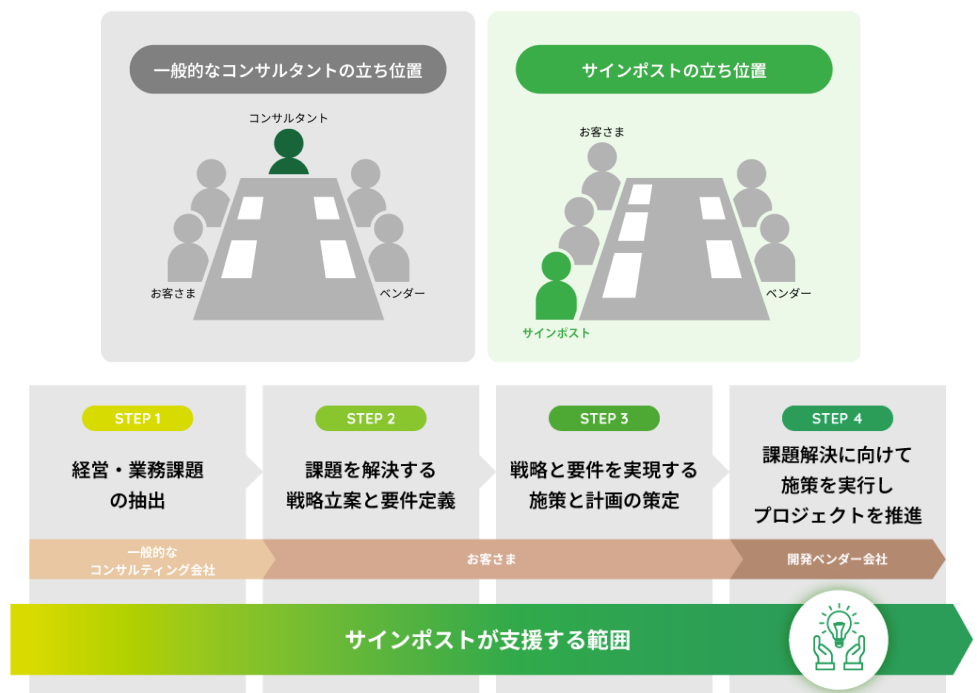 一般的なコンサルタントの立ち位置
コンサルタント
お客さま
ベンダー
サインポストの立ち位置
お客さま
ベンダー
サインポスト
STEP 1
経営・業務課題
の抽出
STEP 2
課題を解決する
戦略立案と要件定義
STEP 3
戦略と要件を実現する
施策と計画の策定
STEP 4
課題解決に向けて
施策を実行し
プロジェクトを推進
一般的な
コンサルティング会社
お客さま
開発ベンダー会社
サインポストが支援する範囲